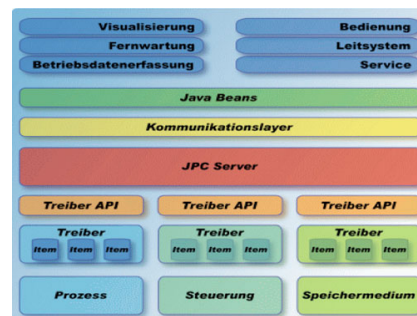 Visualisierung Bedienung
Fernwartung Leitsystem
Betriebsdatenerfassung Service
Java Beans
Kommunikationslayer
JPC Server
Treiber API Treiber API Treiber API
Treiber Treiber Treiber
Item Item Item Item Item Item Item Item Item
Prozess Steuerung Speichermedium